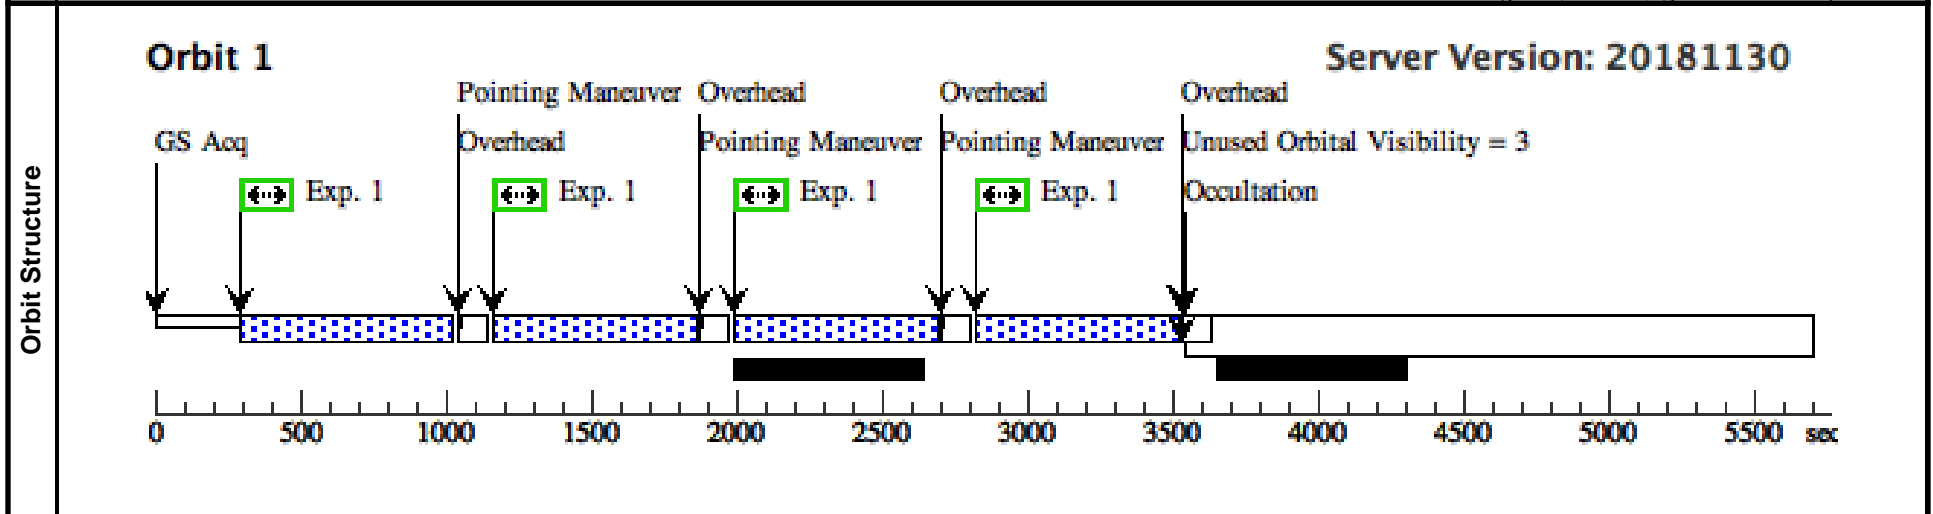 Orbit Structure
Orbit 1
Server Version: 20181130
Pointing Maneuver Overhead Overhead Overhead
GS Acq Overhead Pointing Maneuver Pointing Maneuver Unused Orbital Visibility = 3
Exp. 1 Exp. 1 Exp. 1 Exp. 1 Occultation
0 500 1000 1500 2000 2500 3000 3500 4000 4500 5000 5500 sec